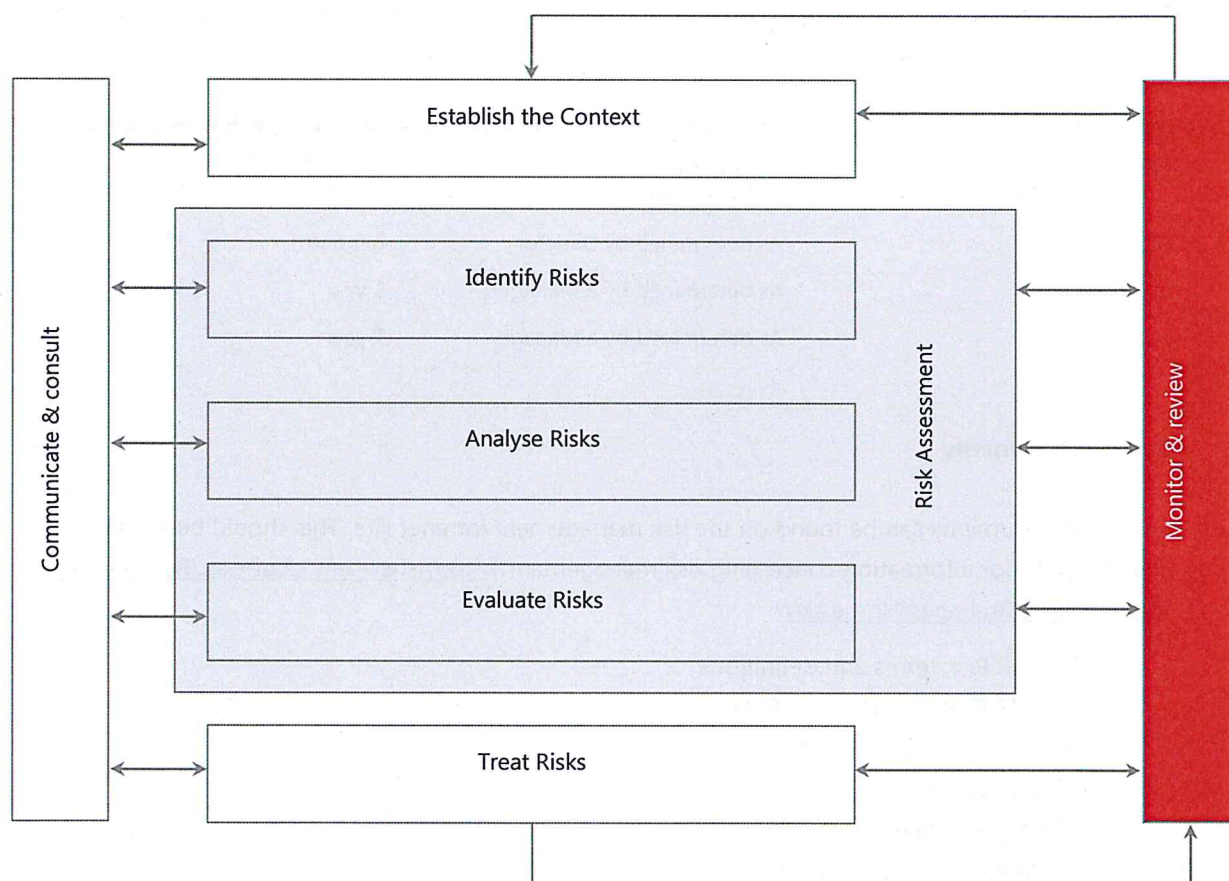 Establish the Context
Identify Risks
Analyse Risks
Evaluate Risks
Treat Risks
Communicate & consult
Risk Assessment
Monitor & review